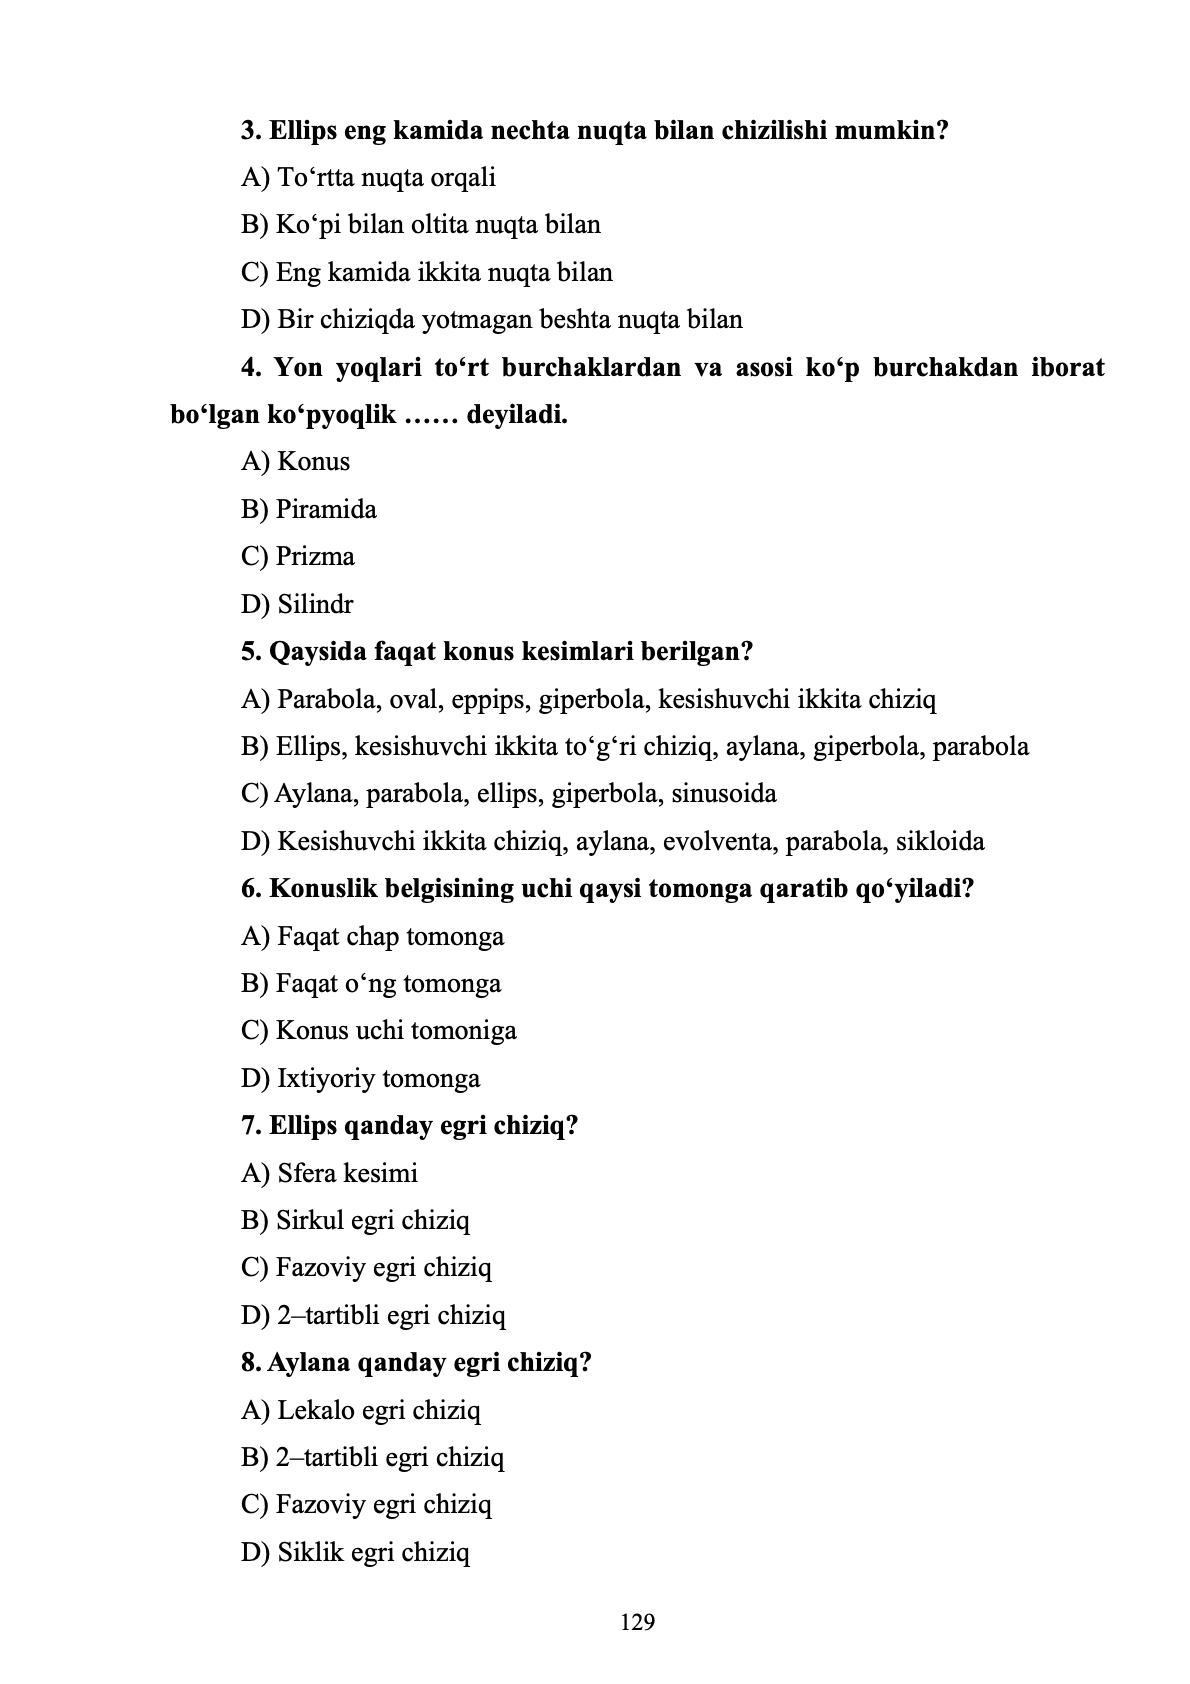 3. Ellips eng kamida nechta nuqta bilan chizilishi mumkin?
A) To‘rtta nuqta orqali
B) Ko‘pi bilan oltita nuqta bilan
C) Eng kamida ikkita nuqta bilan
D) Bir chiziqda yotmagan beshta nuqta bilan
4. Yon yoqlari to‘rt burchaklardan va asosi ko‘p burchakdan iborat
bo‘lgan ko‘pyoqlik …… deyiladi.
A) Konus
B) Piramida
C) Prizma
D) Silindr
5. Qaysida faqat konus kesimlari berilgan?
A) Parabola, oval, eppips, giperbola, kesishuvchi ikkita chiziq
B) Ellips, kesishuvchi ikkita to‘g‘ri chiziq, aylana, giperbola, parabola
C) Aylana, parabola, ellips, giperbola, sinusoida
D) Kesishuvchi ikkita chiziq, aylana, evolventa, parabola, sikloida
6. Konuslik belgisining uchi qaysi tomonga qaratib qo‘yiladi?
A) Faqat chap tomonga
B) Faqat o‘ng tomonga
C) Konus uchi tomoniga
D) Ixtiyoriy tomonga
7. Ellips qanday egri chiziq?
A) Sfera kesimi
B) Sirkul egri chiziq
C) Fazoviy egri chiziq
D) 2–tartibli egri chiziq
8. Aylana qanday egri chiziq?
A) Lekalo egri chiziq
B) 2–tartibli egri chiziq
C) Fazoviy egri chiziq
D) Siklik egri chiziq
129